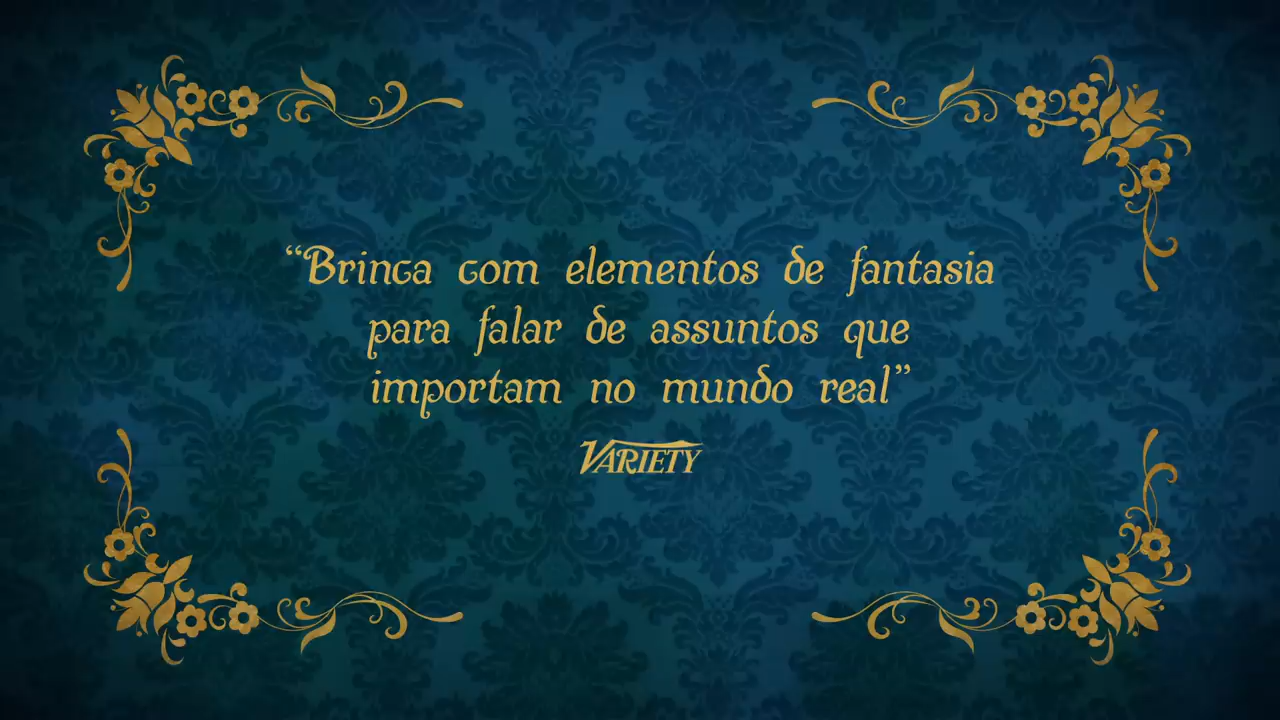 “Brinca com elementos de fantasia
para falar de assuntos que
importam no mundo real”
VARIETY